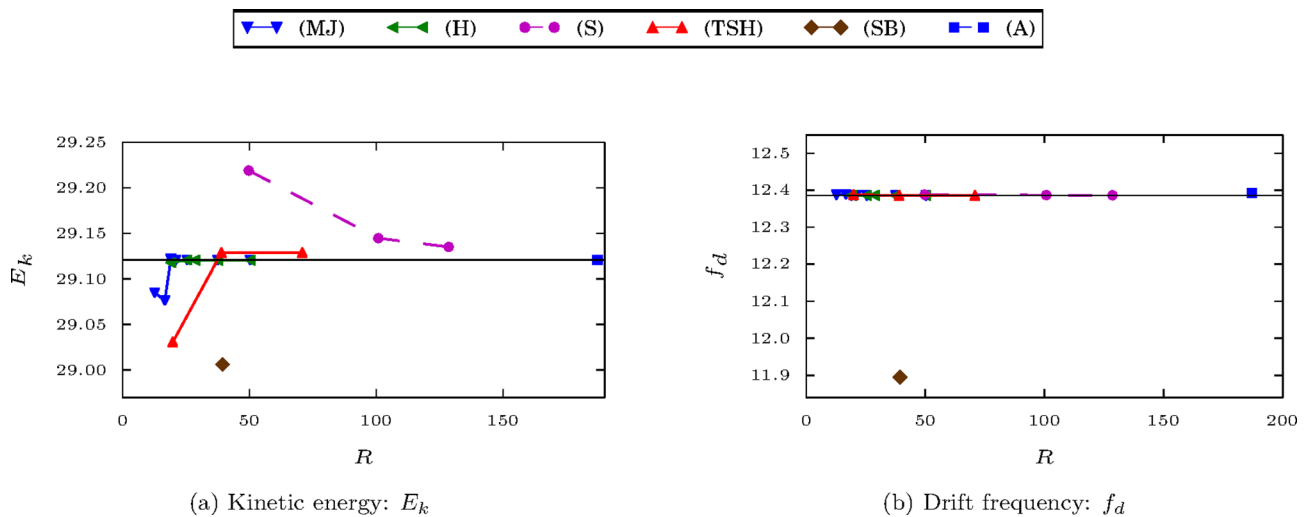 (MJ) (H) (S) (TSH) (SB) (A)
29.25
29.20
29.15
29.10
29.05
29.00
E_k
0 50 100 150
R
(a) Kinetic energy: E_k
12.5
12.4
12.3
12.2
12.1
12.0
11.9
f_d
0 50 100 150 200
R
(b) Drift frequency: f_d